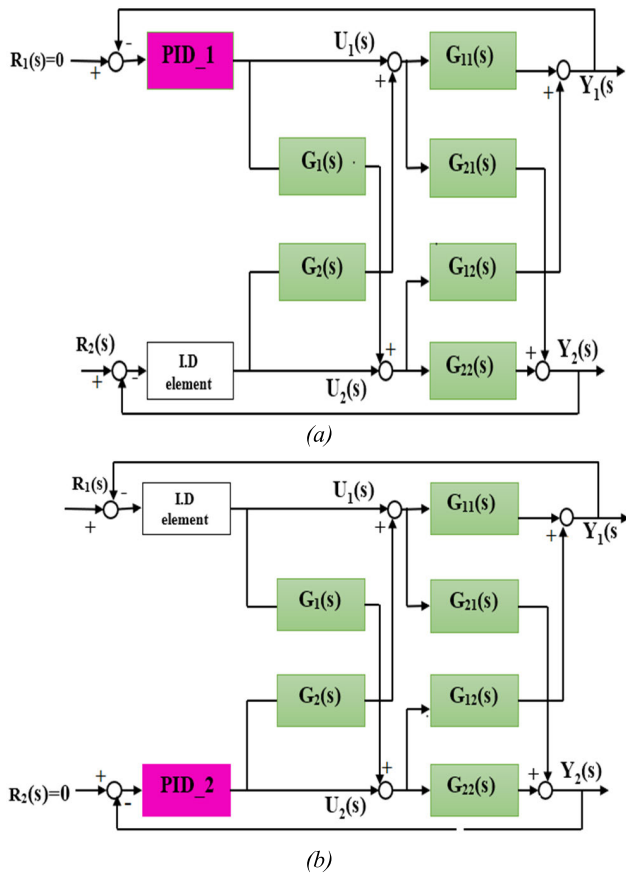 -
U₁(s)
PID_1
G₁₁(s)
R₁(s)=0
+
+
+
Y₁(s
G₁(s)
G₂₁(s)
G₂(s)
G₁₂(s)
R₂(s)
+
+
Y₂(s)
+
-
I.D
element
U₂(s)
G₂₂(s)
(a)
R₁(s)
-
U₁(s)
I.D
element
G₁₁(s)
+
+
+
+
Y₁(s
G₁(s)
G₂₁(s)
G₂(s)
G₁₂(s)
+
+
+
Y₂(s)
R₂(s)=0
-
PID_2
U₂(s)
G₂₂(s)
(b)